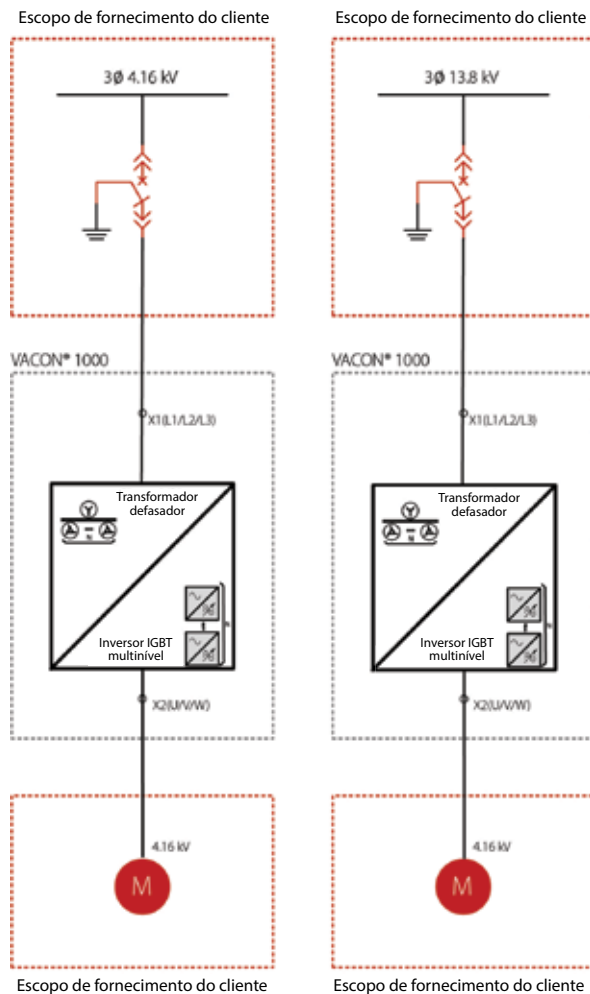 Escopo de fornecimento do cliente
3Ø 4.16 kV
VACON® 1000
X1(L1/L2/L3)
Transformador
defasador
Inversor IGBT
multinível
X2(U/V/W)
4.16 kV
M
Escopo de fornecimento do cliente
Escopo de fornecimento do cliente
3Ø 13.8 kV
VACON® 1000
X1(L1/L2/L3)
Transformador
defasador
Inversor IGBT
multinível
X2(U/V/W)
4.16 kV
M
Escopo de fornecimento do cliente